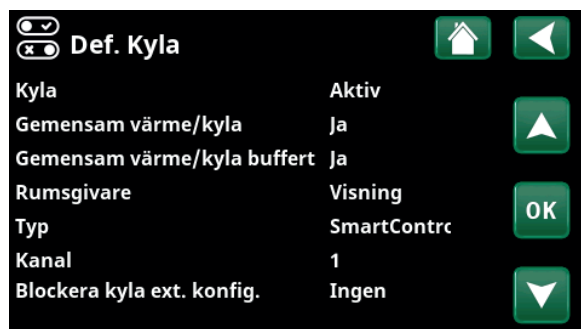 Def. Kyla
Kyla Aktiv
Gemensam värme/kyla Ja
Gemensam värme/kyla buffert Ja
Rumsgivare Visning
OK
Typ SmartContrc
Kanal 1
Blockera kyla ext. konfig. Ingen